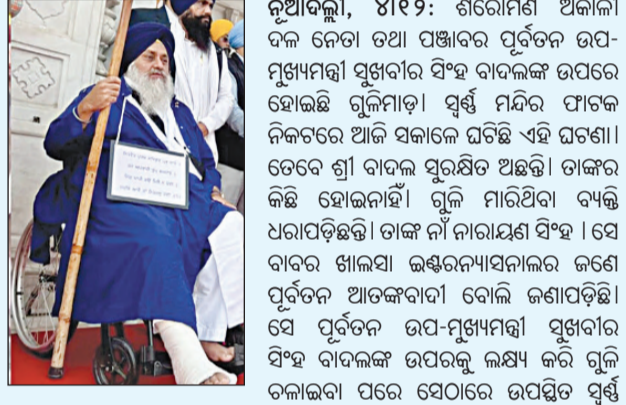 ନୂଆଦିଲ୍ଲୀ, ୪।୧୨: ଶିରୋମଣି ଅକାଳୀ
ଦଳ ନେତା ତଥା ପଞ୍ଜାବର ପୂର୍ବତନ ଉପ-
ମୁଖ୍ୟମନ୍ତ୍ରୀ ସୁଖବୀର ସିଂହ ବାଦଲଙ୍କ ଉପରେ
ହୋଇଛି ଗୁଳିମାଡ଼। ସ୍ୱର୍ଣ୍ଣ ମନ୍ଦିର ଫାଟକ
ନିକଟରେ ଆଜି ସକାଳେ ଘଟିଛି ଏହି ଘଟଣା।
ତେବେ ଶ୍ରୀ ବାଦଲ ସୁରକ୍ଷିତ ଅଛନ୍ତି। ତାଙ୍କର
କିଛି ହୋଇନାହିଁ। ଗୁଳି ମାରିଥିବା ବ୍ୟକ୍ତି
ଧରାପଡ଼ିଛନ୍ତି। ତାଙ୍କ ନାଁ ନାରାୟଣ ସିଂହ । ସେ
ବାବର ଖାଲସା ଇଣ୍ଟରନ୍ୟାସନାଲର ଜଣେ
ପୂର୍ବତନ ଆତଙ୍କବାଦୀ ବୋଲି ଜଣାପଡ଼ିଛି।
ସେ ପୂର୍ବତନ ଉପ-ମୁଖ୍ୟମନ୍ତ୍ରୀ ସୁଖବୀର
ସିଂହ ବାଦଲଙ୍କ ଉପରକୁ ଲକ୍ଷ୍ୟ କରି ଗୁଳି
ଚଳାଇବା ପରେ ସେଠାରେ ଉପସ୍ଥିତ ସ୍ୱର୍ଣ୍ଣ